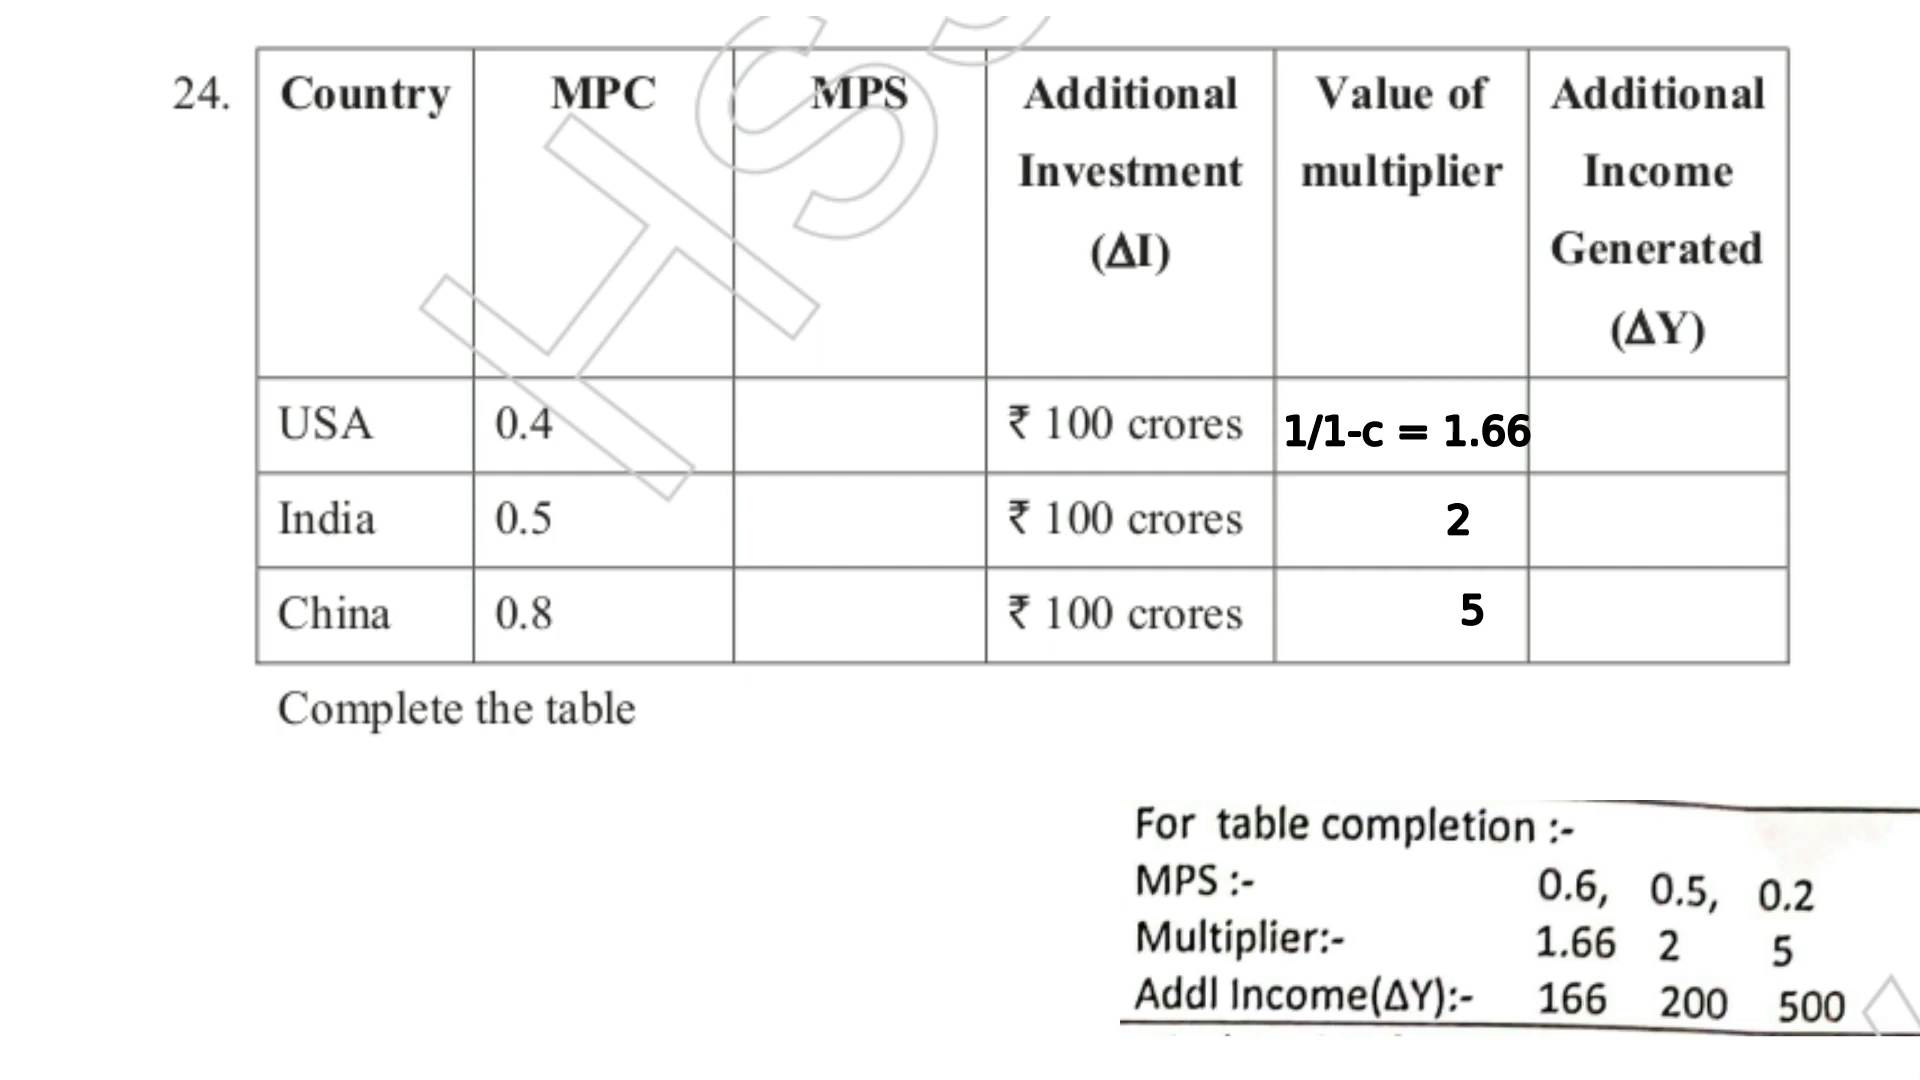 24. Country MPC MPS Additional Investment (ΔI) Value of multiplier Additional Income Generated (ΔY)
USA 0.4 ₹ 100 crores 1/1-c = 1.66
India 0.5 ₹ 100 crores 2
China 0.8 ₹ 100 crores 5
Complete the table
For table completion :-
MPS :- 0.6, 0.5, 0.2
Multiplier:- 1.66 2 5
Addl Income(ΔY):- 166 200 500